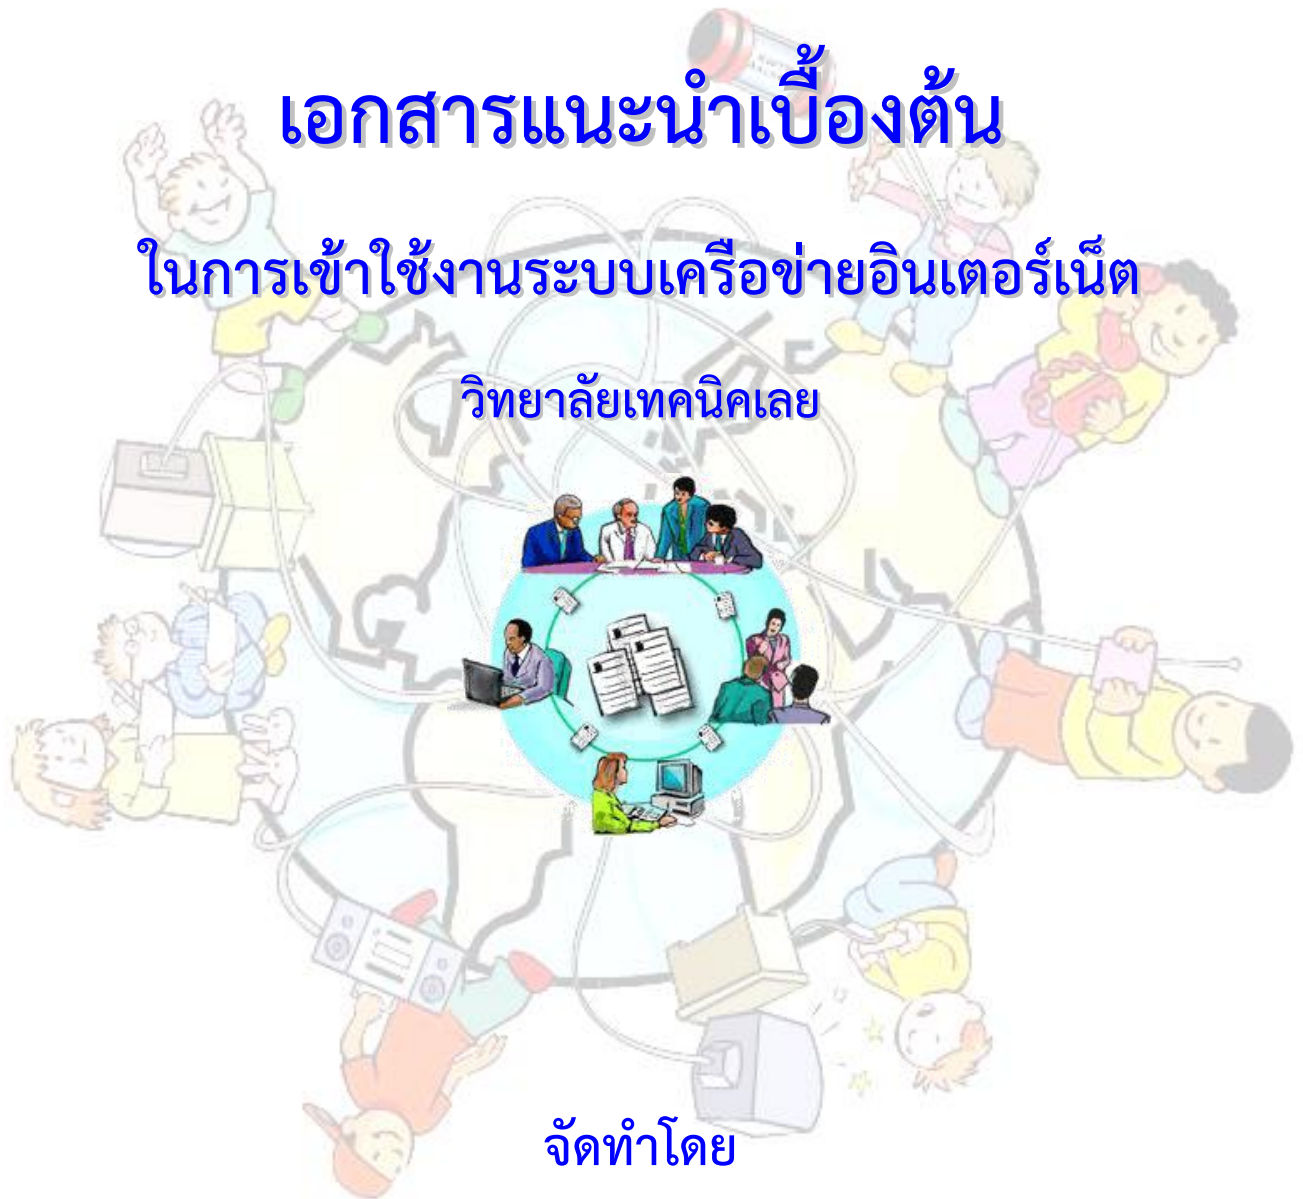 เอกสารแนะนำเบื้องต้น
ในการเข้าใช้งานระบบเครือข่ายอินเตอร์เน็ต
วิทยาลัยเทคนิคเลย
จัดทำโดย